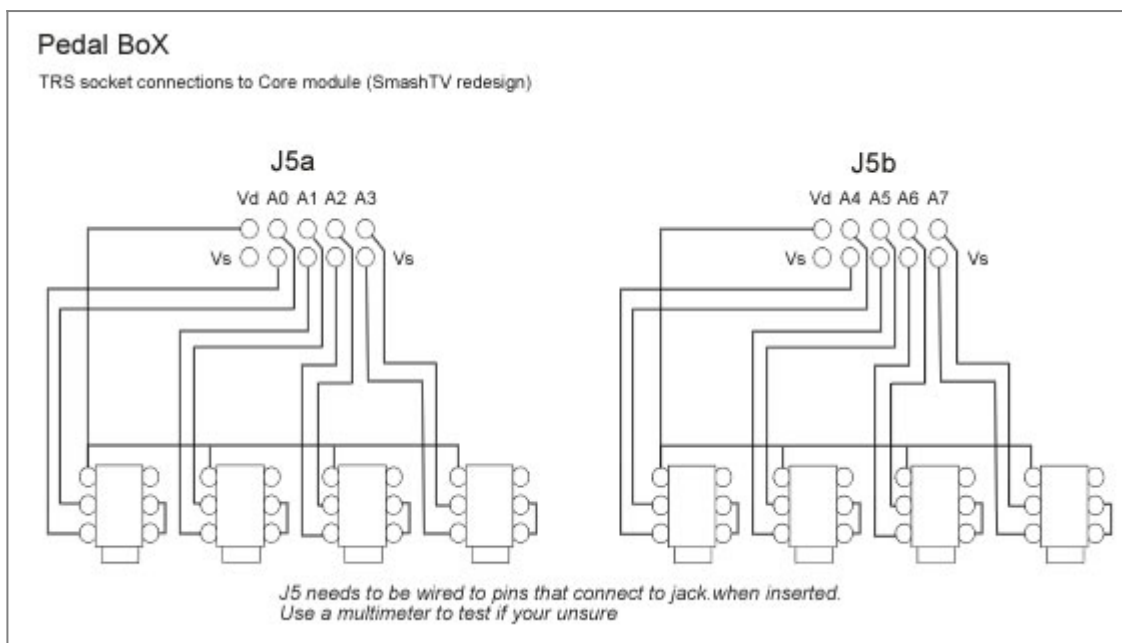 Pedal BoX
TRS socket connections to Core module (SmashTV redesign)
J5a
J5b
Vd A0 A1 A2 A3
Vd A4 A5 A6 A7
Vs
Vs
Vs
Vs
J5 needs to be wired to pins that connect to jack.when inserted.
Use a multimeter to test if your unsure